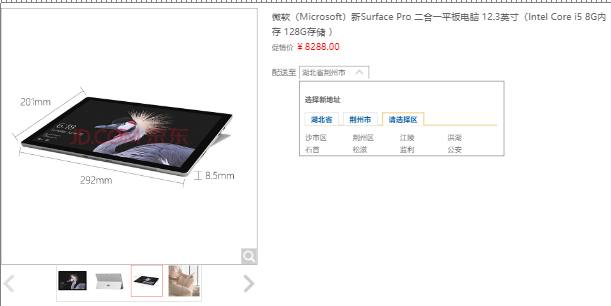 微软（Microsoft）新Surface Pro 二合一平板电脑 12.3英寸（Intel Core i5 8G内
存 128G存储 ）
促销价 ¥ 8288.00
配送至 湖北省荆州市
选择新地址
湖北省 荆州市 请选择区
沙市区 荆州区 江陵 洪湖
石首 松滋 监利 公安
201mm
6:30
JD.COM 京东
292mm
8.5mm